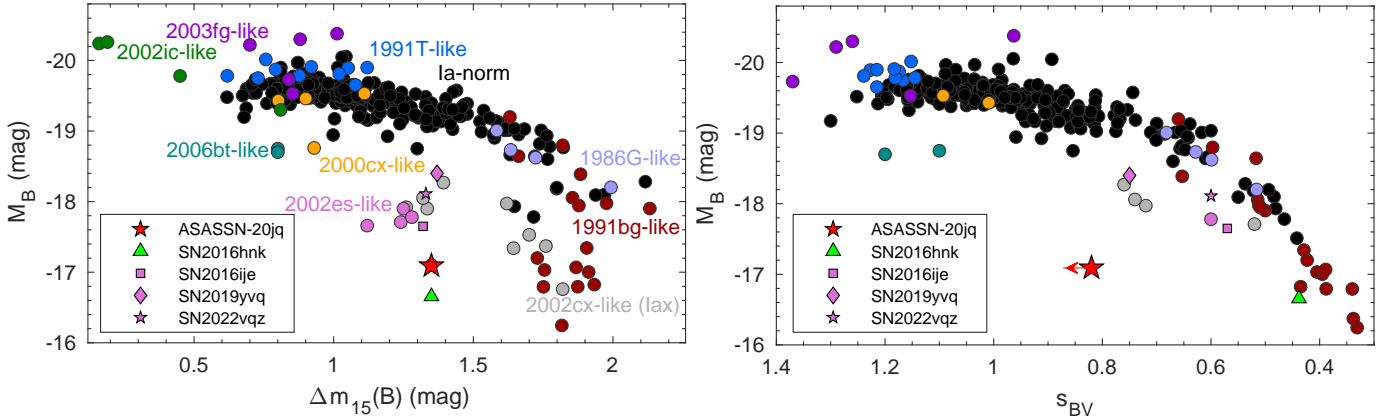 2003fg-like
2002ic-like
1991T-like
Ia-norm
2006bt-like
2000cx-like
1986G-like
2002es-like
1991bg-like
2002cx-like (Iax)
ASASSN-20jq
SN2016hnk
SN2016ije
SN2019yvq
SN2022vqz
M_B (mag)
-20
-19
-18
-17
-16
0.5 1 1.5 2
Δm_15(B) (mag)
M_B (mag)
-20
-19
-18
-17
-16
ASASSN-20jq
SN2016hnk
SN2016ije
SN2019yvq
SN2022vqz
1.4 1.2 1 0.8 0.6 0.4
s_BV